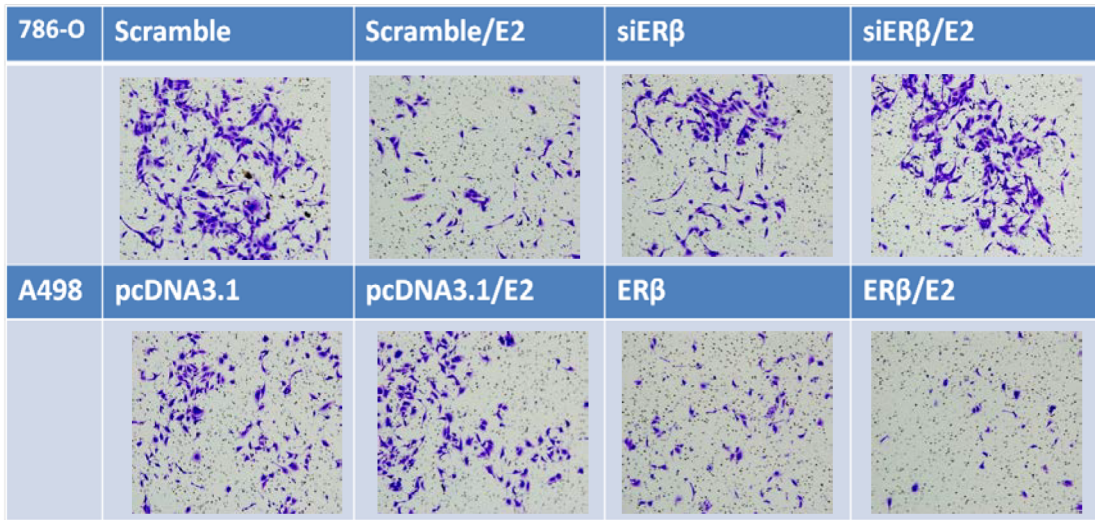 786-O Scramble Scramble/E2 siERβ siERβ/E2
A498 pcDNA3.1 pcDNA3.1/E2 ERβ ERβ/E2